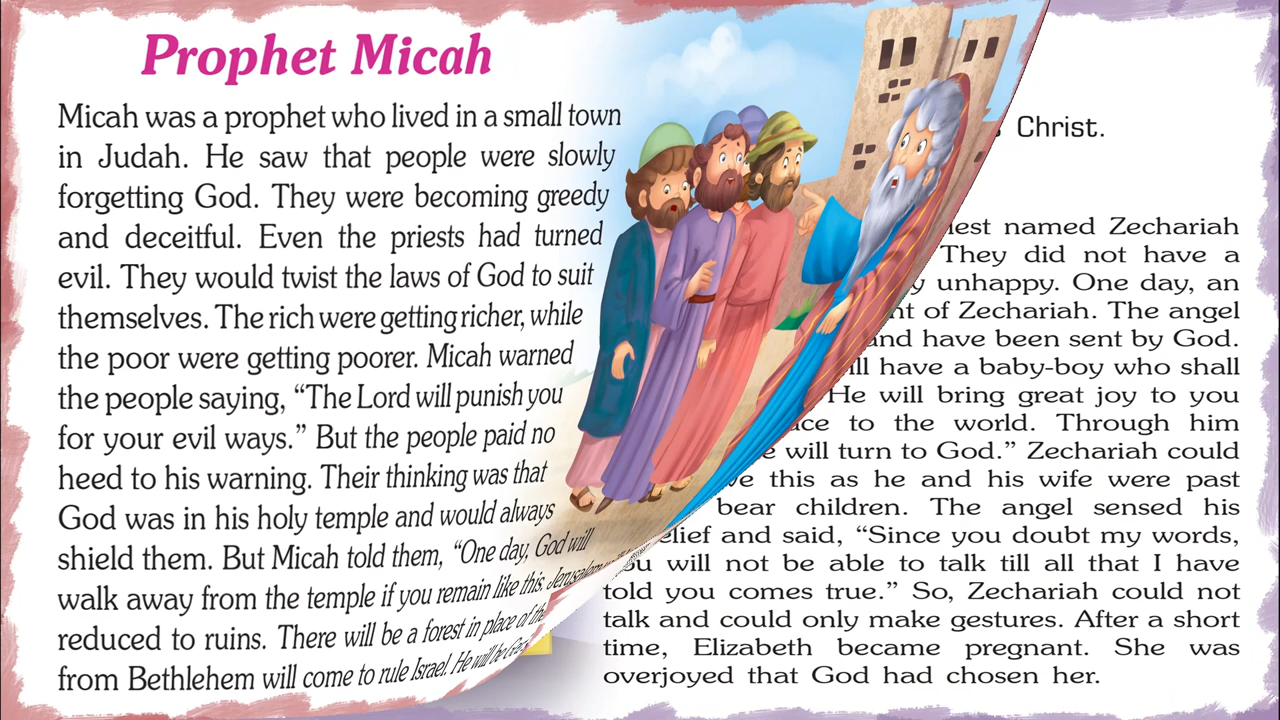 Prophet Micah
Micah was a prophet who lived in a small town
in Judah. He saw that people were slowly
forgetting God. They were becoming greedy
and deceitful. Even the priests had turned
evil. They would twist the laws of God to suit
themselves. The rich were getting richer, while
the poor were getting poorer. Micah warned
the people saying, “The Lord will punish you
for your evil ways.” But the people paid no
heed to his warning. Their thinking was that
God was in his holy temple and would always
shield them. But Micah told them, “One day, God will
walk away from the temple if you remain like this. Jerusalem
reduced to ruins. There will be a forest in place of the
from Bethlehem will come to rule Israel. He will be
Christ.
named Zechariah
They did not have a
unhappy. One day, an
of Zechariah. The angel
and have been sent by God.
have a baby-boy who shall
He will bring great joy to you
to the world. Through him
will turn to God.” Zechariah could
this as he and his wife were past
bear children. The angel sensed his
and said, “Since you doubt my words,
you will not be able to talk till all that I have
told you comes true.” So, Zechariah could not
talk and could only make gestures. After a short
time, Elizabeth became pregnant. She was
overjoyed that God had chosen her.